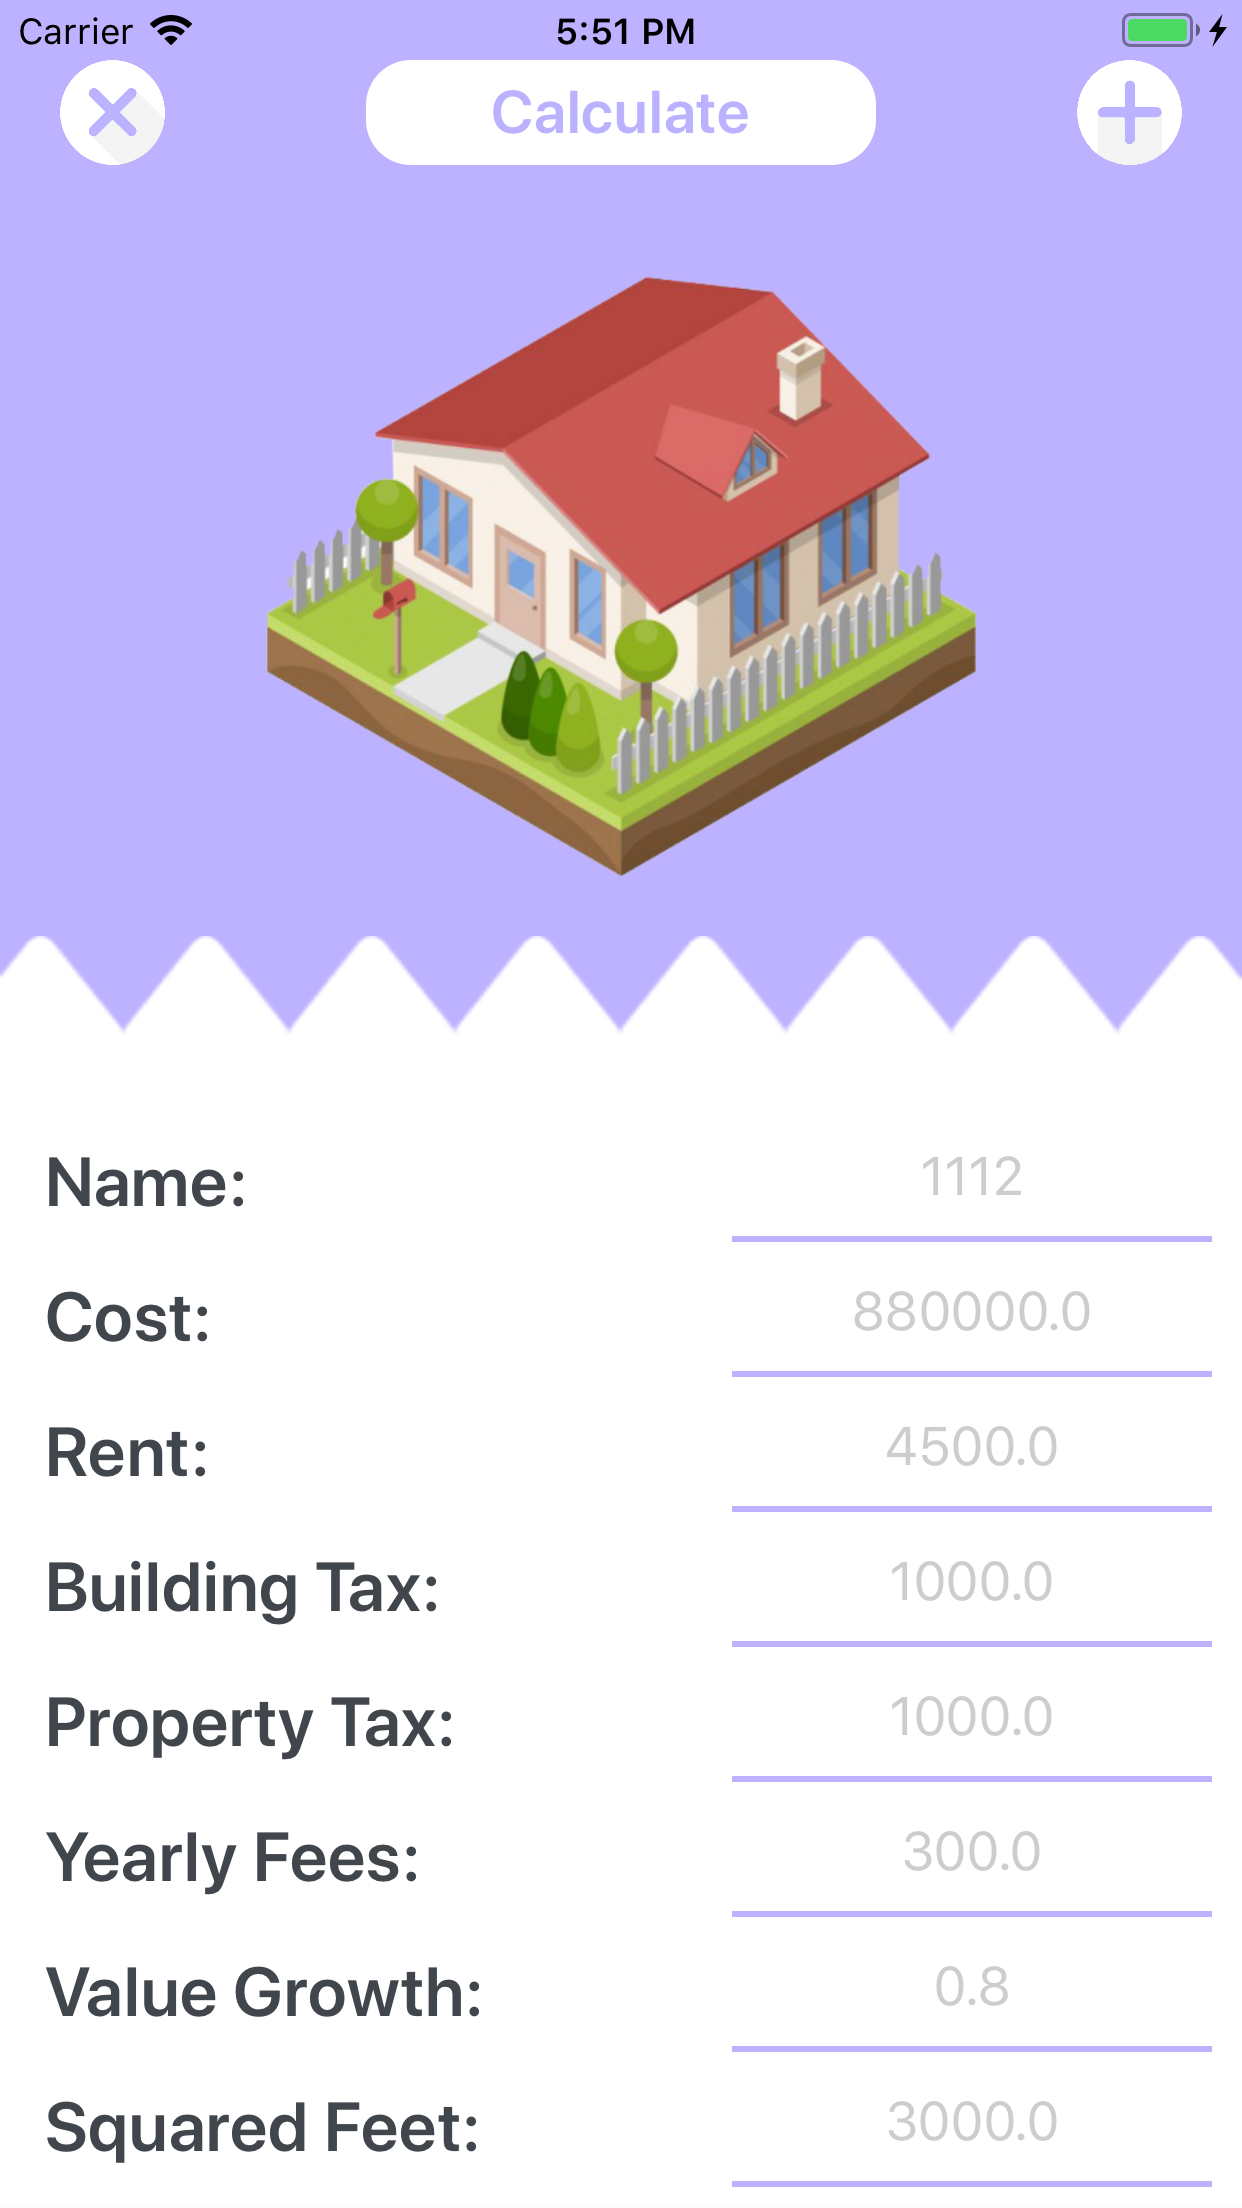 Carrier 5:51 PM
Calculate
Name: 1112
Cost: 880000.0
Rent: 4500.0
Building Tax: 1000.0
Property Tax: 1000.0
Yearly Fees: 300.0
Value Growth: 0.8
Squared Feet: 3000.0